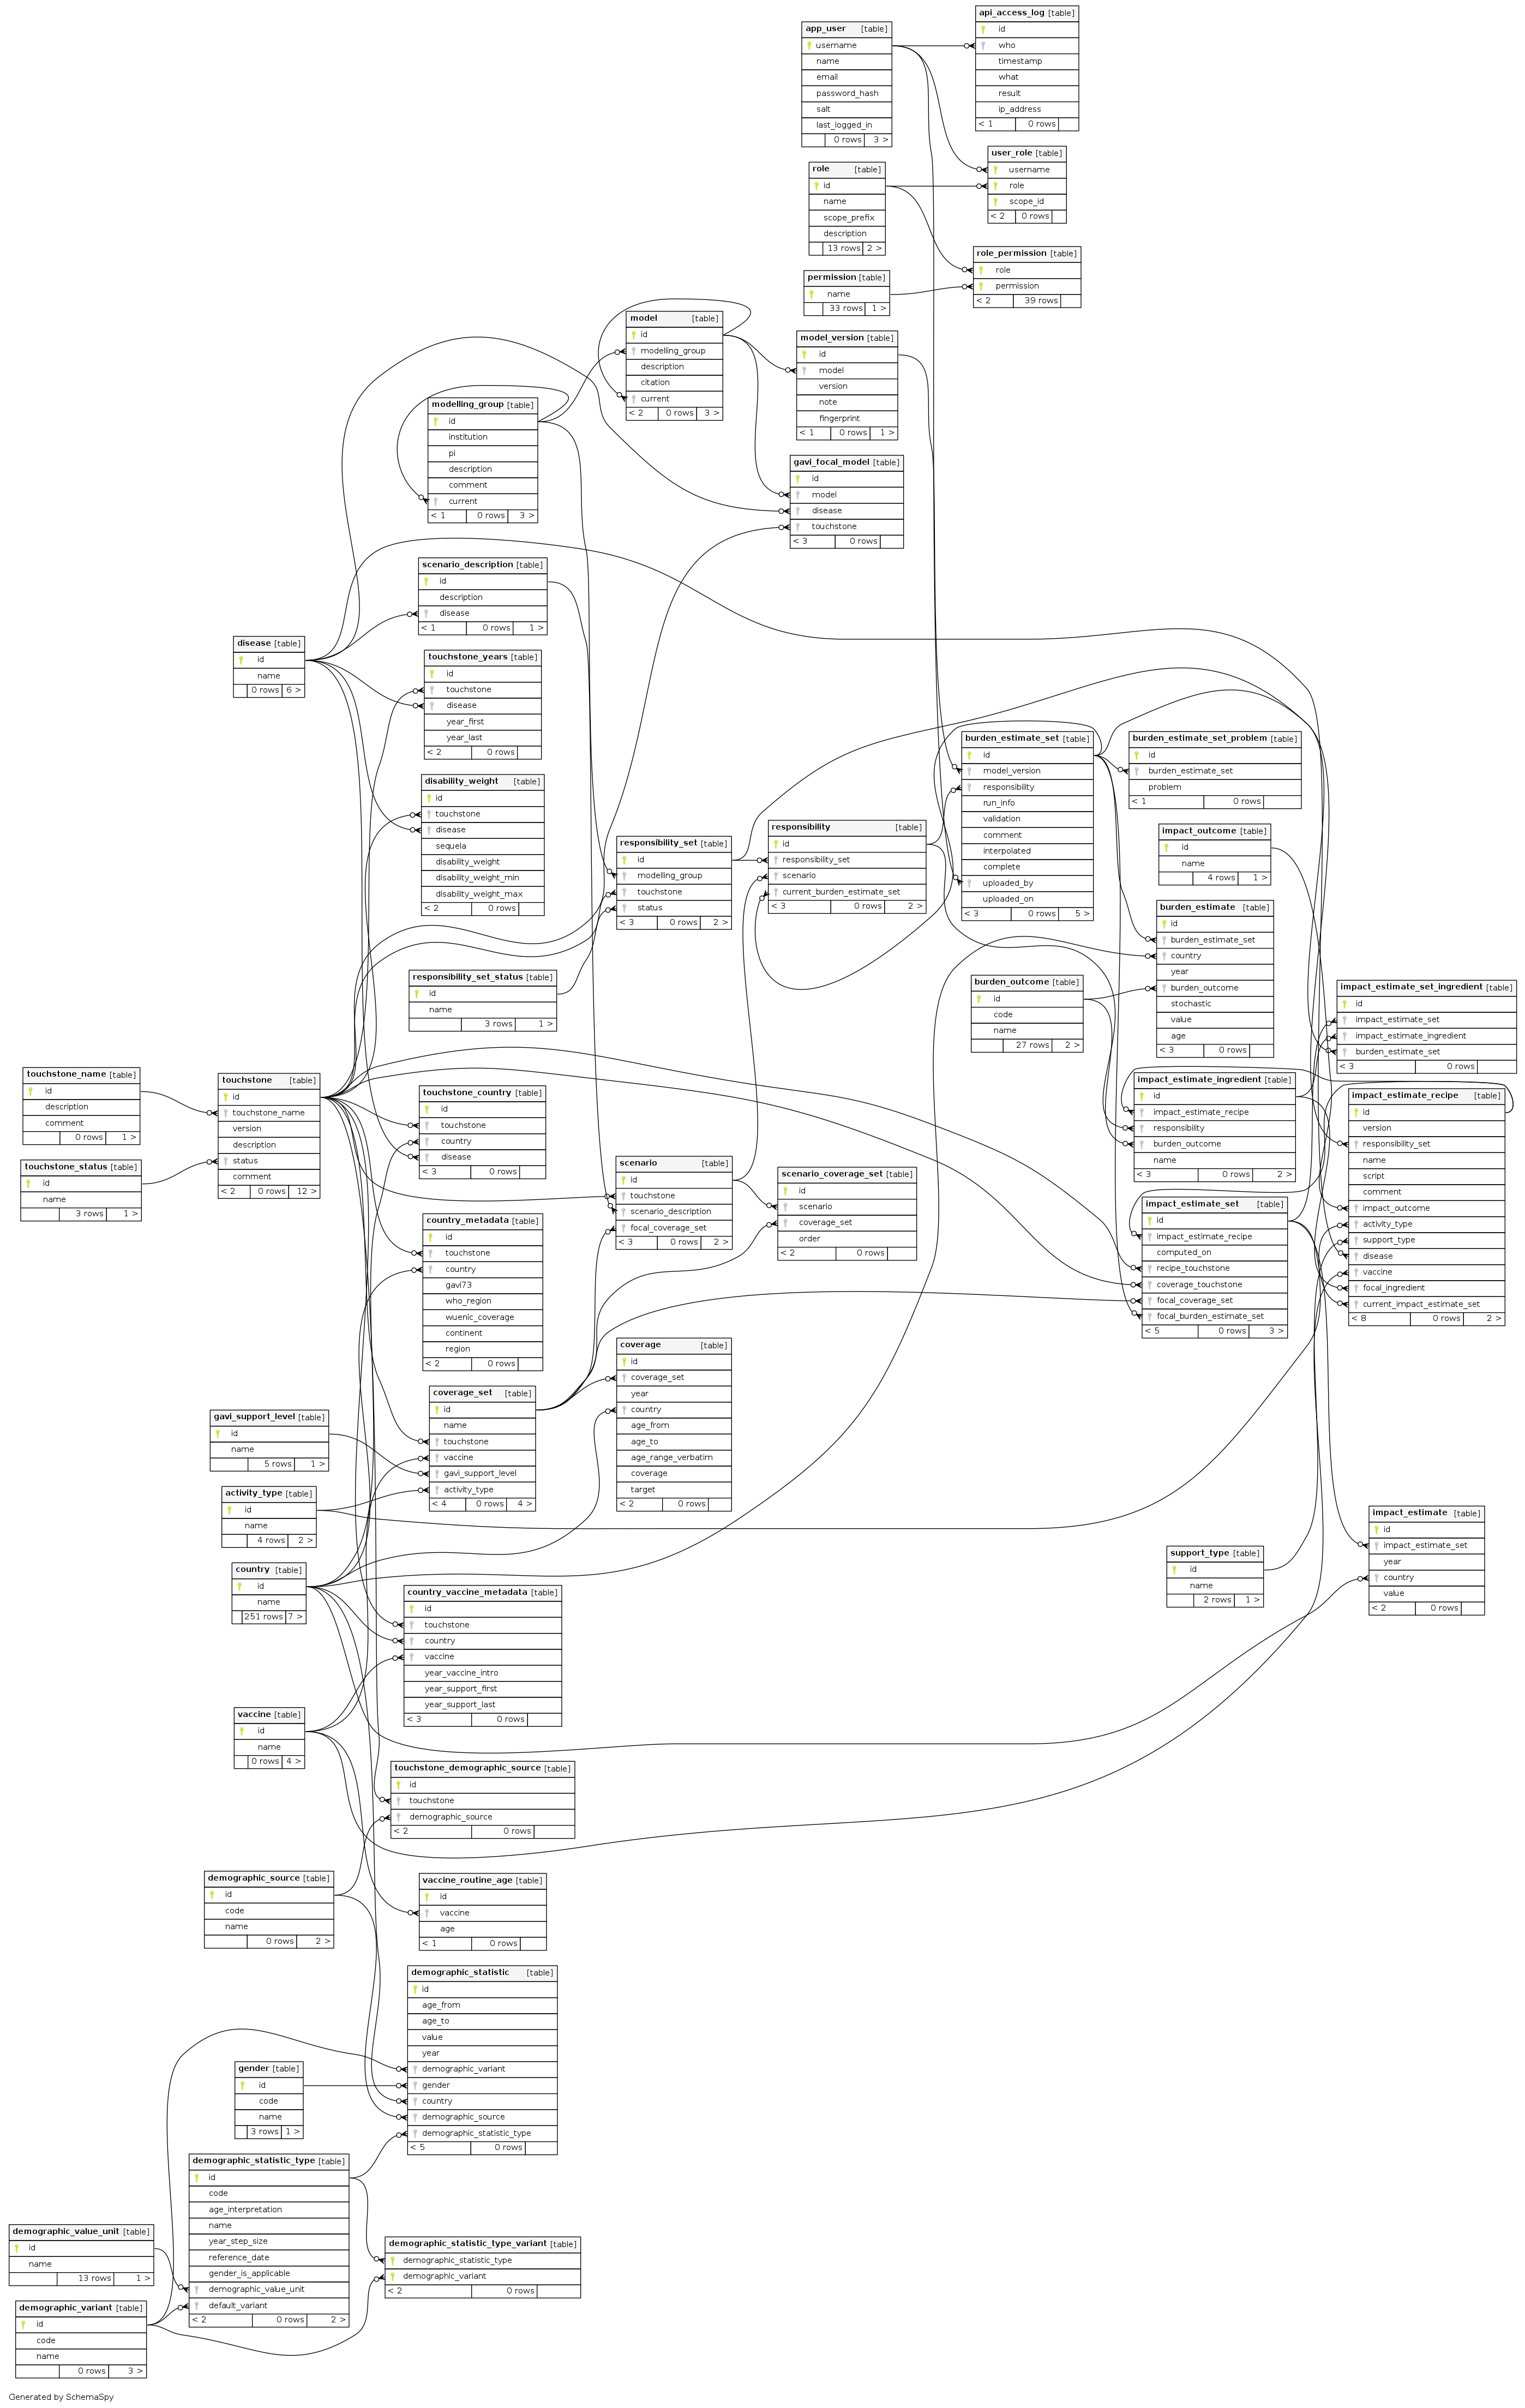 api_access_log [table]
id
who
timestamp
what
result
ip_address
< 1 0 rows
app_user [table]
username
name
email
password_hash
salt
last_logged_in
0 rows 3 >
user_role [table]
username
role
scope_id
< 2 0 rows
role [table]
id
name
scope_prefix
description
13 rows 2 >
role_permission [table]
role
permission
< 2 39 rows
permission [table]
name
33 rows 1 >
model [table]
id
modelling_group
description
citation
current
< 2 0 rows 3 >
model_version [table]
id
model
version
note
fingerprint
< 1 0 rows 1 >
modelling_group [table]
id
institution
pi
description
comment
current
< 1 0 rows 3 >
gavi_focal_model [table]
id
model
disease
touchstone
< 3 0 rows
scenario_description [table]
id
description
disease
< 1 0 rows 1 >
disease [table]
id
name
0 rows 6 >
touchstone_years [table]
id
touchstone
disease
year_first
year_last
< 2 0 rows
burden_estimate_set [table]
id
model_version
responsibility
run_info
validation
comment
interpolated
complete
uploaded_by
uploaded_on
< 3 0 rows 5 >
burden_estimate_set_problem [table]
id
burden_estimate_set
problem
< 1 0 rows
disability_weight [table]
id
touchstone
disease
sequela
disability_weight
disability_weight_min
disability_weight_max
< 2 0 rows
responsibility_set [table]
id
modelling_group
touchstone
status
< 3 0 rows 2 >
responsibility [table]
id
responsibility_set
scenario
current_burden_estimate_set
< 3 0 rows 2 >
impact_outcome [table]
id
name
4 rows 1 >
burden_estimate [table]
id
burden_estimate_set
country
year
burden_outcome
stochastic
value
age
< 3 0 rows
responsibility_set_status [table]
id
name
3 rows 1 >
burden_outcome [table]
id
code
name
27 rows 2 >
impact_estimate_set_ingredient [table]
id
impact_estimate_set
impact_estimate_ingredient
burden_estimate_set
< 3 0 rows
touchstone_name [table]
id
description
comment
0 rows 1 >
touchstone [table]
id
touchstone_name
version
description
status
comment
< 2 0 rows 12 >
touchstone_status [table]
id
name
3 rows 1 >
touchstone_country [table]
id
touchstone
country
disease
< 3 0 rows
impact_estimate_ingredient [table]
id
impact_estimate_recipe
responsibility
burden_outcome
name
< 3 0 rows 2 >
impact_estimate_recipe [table]
id
version
responsibility_set
name
script
comment
impact_outcome
activity_type
support_type
disease
vaccine
focal_ingredient
current_impact_estimate_set
< 8 0 rows 2 >
scenario [table]
id
touchstone
scenario_description
focal_coverage_set
< 3 0 rows 2 >
scenario_coverage_set [table]
id
scenario
coverage_set
order
< 2 0 rows
impact_estimate_set [table]
id
impact_estimate_recipe
computed_on
recipe_touchstone
coverage_touchstone
focal_coverage_set
focal_burden_estimate_set
< 5 0 rows 3 >
country_metadata [table]
id
touchstone
country
gavi73
who_region
wuenic_coverage
continent
region
< 2 0 rows
coverage [table]
id
coverage_set
year
country
age_from
age_to
age_range_verbatim
coverage
target
< 2 0 rows
coverage_set [table]
id
name
touchstone
vaccine
gavi_support_level
activity_type
< 4 0 rows 4 >
gavi_support_level [table]
id
name
5 rows 1 >
activity_type [table]
id
name
4 rows 2 >
country [table]
id
name
251 rows 7 >
impact_estimate [table]
id
impact_estimate_set
year
country
value
< 2 0 rows
support_type [table]
id
name
2 rows 1 >
country_vaccine_metadata [table]
id
touchstone
country
vaccine
year_vaccine_intro
year_support_first
year_support_last
< 3 0 rows
vaccine [table]
id
name
0 rows 4 >
touchstone_demographic_source [table]
id
touchstone
demographic_source
< 2 0 rows
demographic_source [table]
id
code
name
0 rows 2 >
vaccine_routine_age [table]
id
vaccine
age
< 1 0 rows
demographic_statistic [table]
id
age_from
age_to
value
year
demographic_variant
gender
country
demographic_source
demographic_statistic_type
< 5 0 rows
gender [table]
id
code
name
3 rows 1 >
demographic_statistic_type [table]
id
code
age_interpretation
name
year_step_size
reference_date
gender_is_applicable
demographic_value_unit
default_variant
< 2 0 rows 2 >
demographic_value_unit [table]
id
name
13 rows 1 >
demographic_statistic_type_variant [table]
demographic_statistic_type
demographic_variant
< 2 0 rows
demographic_variant [table]
id
code
name
0 rows 3 >
Generated by SchemaSpy